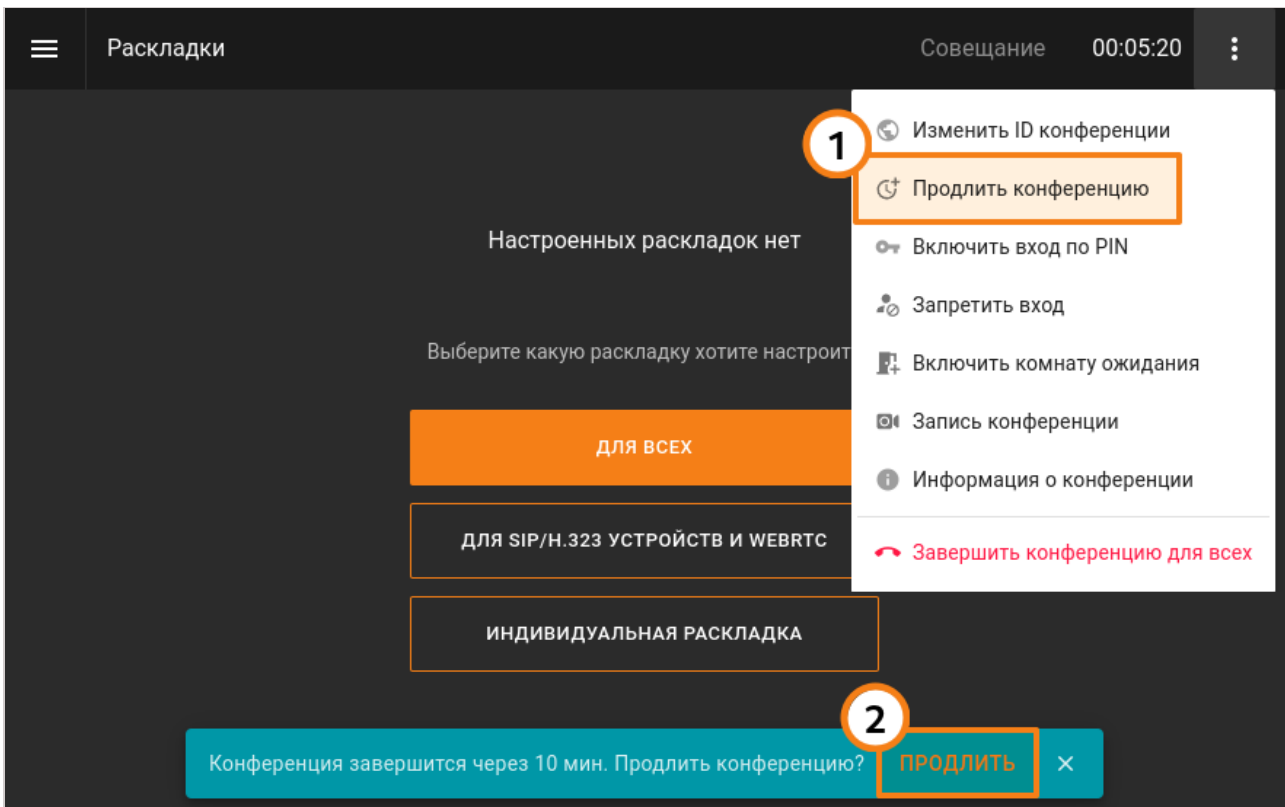 Раскладки
Совещание 00:05:20
Изменить ID конференции
1
Продлить конференцию
Включить вход по PIN
Запретить вход
Включить комнату ожидания
Запись конференции
Информация о конференции
Завершить конференцию для всех
Настроенных раскладок нет
Выберите какую раскладку хотите настроит
ДЛЯ ВСЕХ
ДЛЯ SIP/H.323 УСТРОЙСТВ И WEBRTC
ИНДИВИДУАЛЬНАЯ РАСКЛАДКА
2
Конференция завершится через 10 мин. Продлить конференцию? ПРОДЛИТЬ